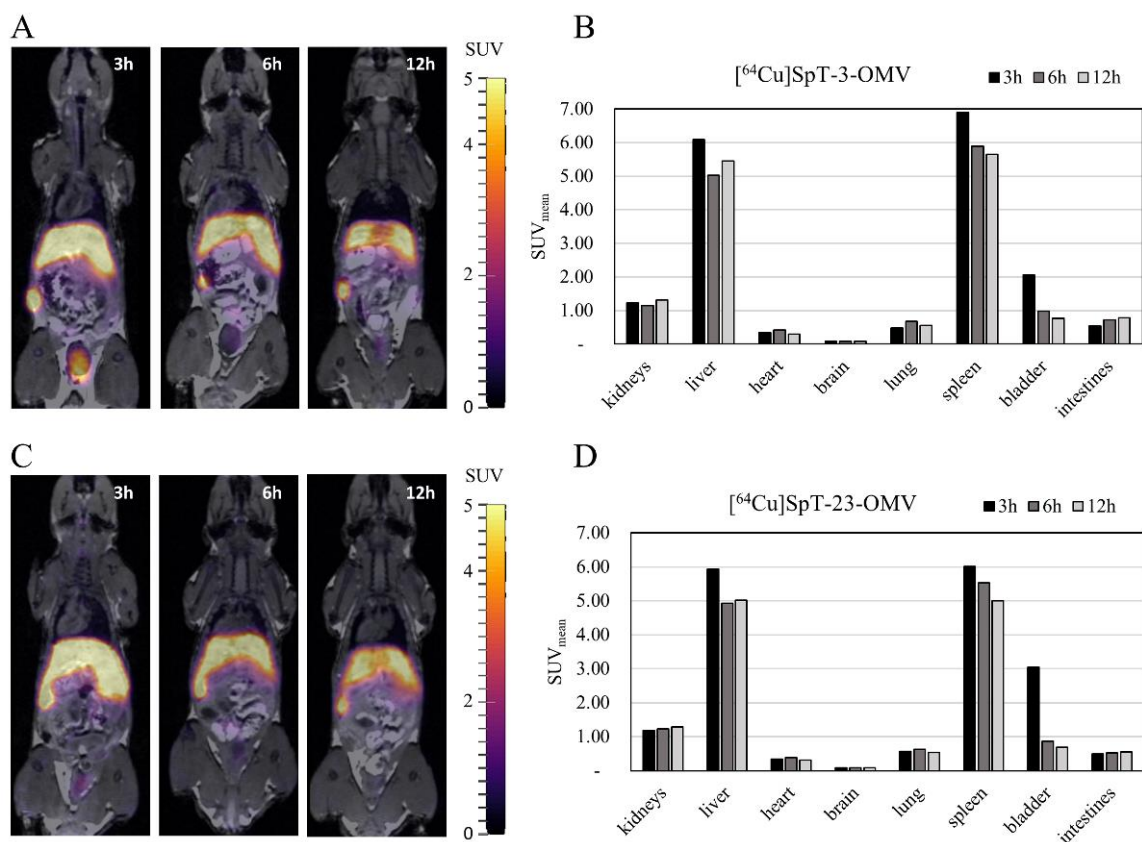 A
3h
6h
12h
SUV
5
4
2
0
B
[⁶⁴Cu]SpT-3-OMV
3h 6h 12h
SUVmean
7.00
6.00
5.00
4.00
3.00
2.00
1.00
-
kidneys
liver
heart
brain
lung
spleen
bladder
intestines
C
3h
6h
12h
SUV
5
4
2
0
D
[⁶⁴Cu]SpT-23-OMV
3h 6h 12h
SUVmean
7.00
6.00
5.00
4.00
3.00
2.00
1.00
-
kidneys
liver
heart
brain
lung
spleen
bladder
intestines